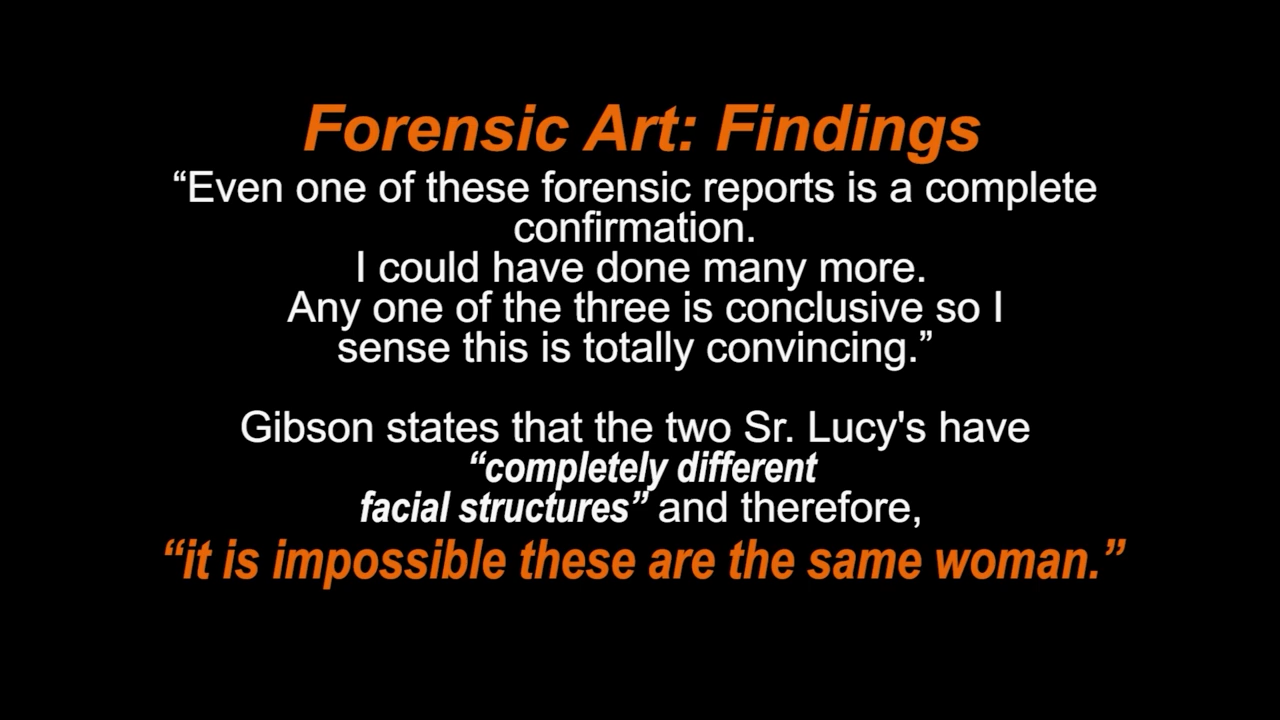 Forensic Art: Findings
“Even one of these forensic reports is a complete
confirmation.
I could have done many more.
Any one of the three is conclusive so I
sense this is totally convincing.”
Gibson states that the two Sr. Lucy's have
“completely different
facial structures” and therefore,
“it is impossible these are the same woman.”